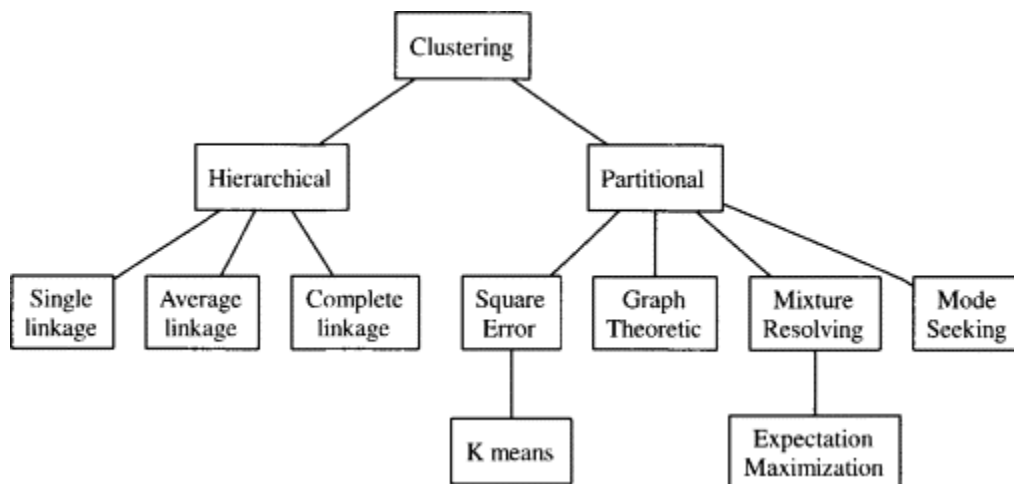 Clustering
Hierarchical
Partitional
Single
linkage
Average
linkage
Complete
linkage
Square
Error
Graph
Theoretic
Mixture
Resolving
Mode
Seeking
K means
Expectation
Maximization